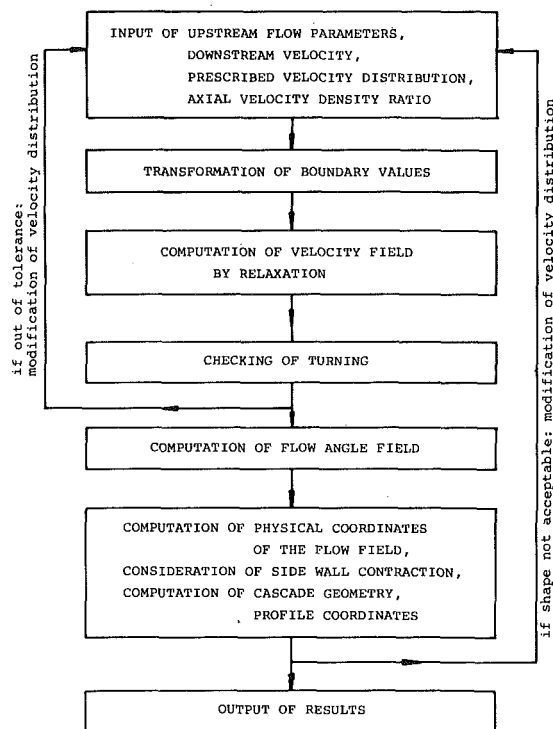 INPUT OF UPSTREAM FLOW PARAMETERS,
DOWNSTREAM VELOCITY,
PRESCRIBED VELOCITY DISTRIBUTION,
AXIAL VELOCITY DENSITY RATIO
TRANSFORMATION OF BOUNDARY VALUES
COMPUTATION OF VELOCITY FIELD
BY RELAXATION
CHECKING OF TURNING
COMPUTATION OF FLOW ANGLE FIELD
COMPUTATION OF PHYSICAL COORDINATES
OF THE FLOW FIELD,
CONSIDERATION OF SIDE WALL CONTRACTION,
COMPUTATION OF CASCADE GEOMETRY,
PROFILE COORDINATES
OUTPUT OF RESULTS
if out of tolerance:
modification of velocity distribution
if shape not acceptable: modification of velocity distribution